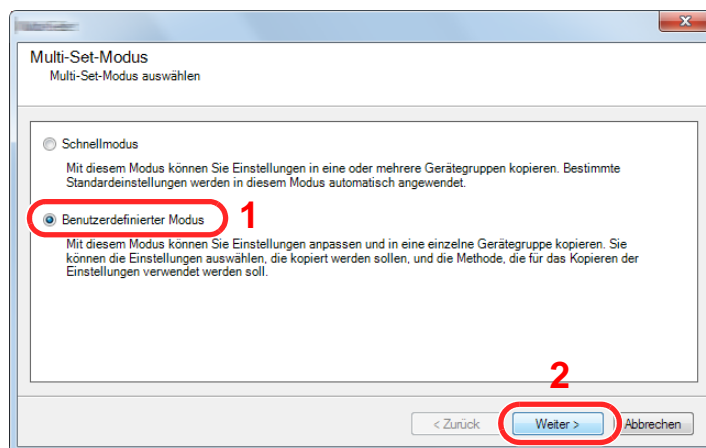 Multi-Set-Modus
Multi-Set-Modus auswählen
Schnellmodus
Mit diesem Modus können Sie Einstellungen in eine oder mehrere Gerätegruppen kopieren. Bestimmte
Standardeinstellungen werden in diesem Modus automatisch angewendet.
Benutzerdefinierter Modus 1
Mit diesem Modus können Sie Einstellungen anpassen und in eine einzelne Gerätegruppe kopieren. Sie
können die Einstellungen auswählen, die kopiert werden sollen, und die Methode, die für das Kopieren der
Einstellungen verwendet werden soll.
2
< Zurück Weiter > Abbrechen